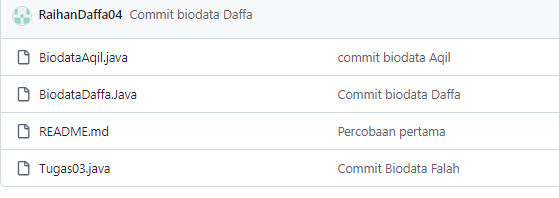 RaihanDaffa04 Commit biodata Daffa
BiodataAqil.java commit biodata Aqil
BiodataDaffa.Java Commit biodata Daffa
README.md Percobaan pertama
Tugas03.java Commit Biodata Falah